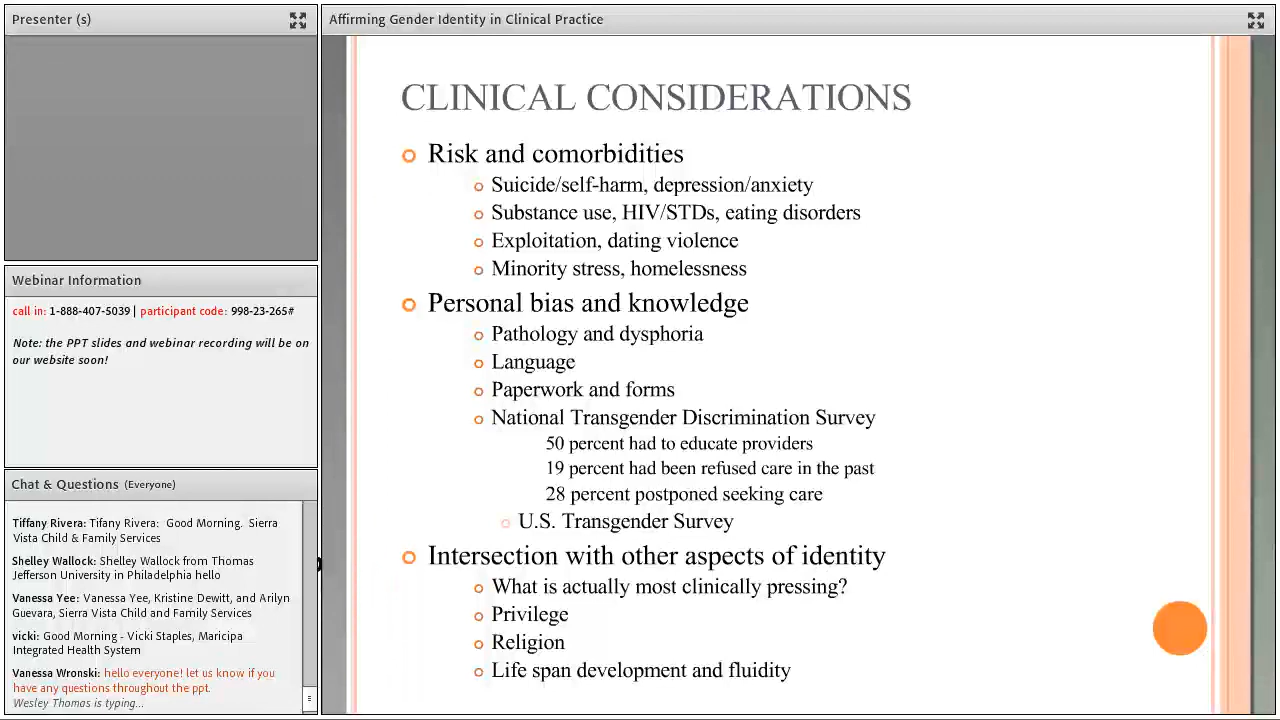 Presenter (s)
Webinar Information
call in: 1-888-407-5039 | participant code: 998-23-265#
Note: the PPT slides and webinar recording will be on
our website soon!
Chat & Questions (Everyone)
Tiffany Rivera: Tifany Rivera: Good Morning. Sierra
Vista Child & Family Services
Shelley Wallock: Shelley Wallock from Thomas
Jefferson University in Philadelphia hello
Vanessa Yee: Vanessa Yee, Kristine Dewitt, and Arilyn
Guevara, Sierra Vista Child and Family Services
vicki: Good Morning - Vicki Staples, Maricipa
Integrated Health System
Vanessa Wronski: hello everyone! let us know if you
have any questions throughout the ppt.
Wesley Thomas is typing...
Affirming Gender Identity in Clinical Practice
CLINICAL CONSIDERATIONS
Risk and comorbidities
Suicide/self-harm, depression/anxiety
Substance use, HIV/STDs, eating disorders
Exploitation, dating violence
Minority stress, homelessness
Personal bias and knowledge
Pathology and dysphoria
Language
Paperwork and forms
National Transgender Discrimination Survey
50 percent had to educate providers
19 percent had been refused care in the past
28 percent postponed seeking care
U.S. Transgender Survey
Intersection with other aspects of identity
What is actually most clinically pressing?
Privilege
Religion
Life span development and fluidity